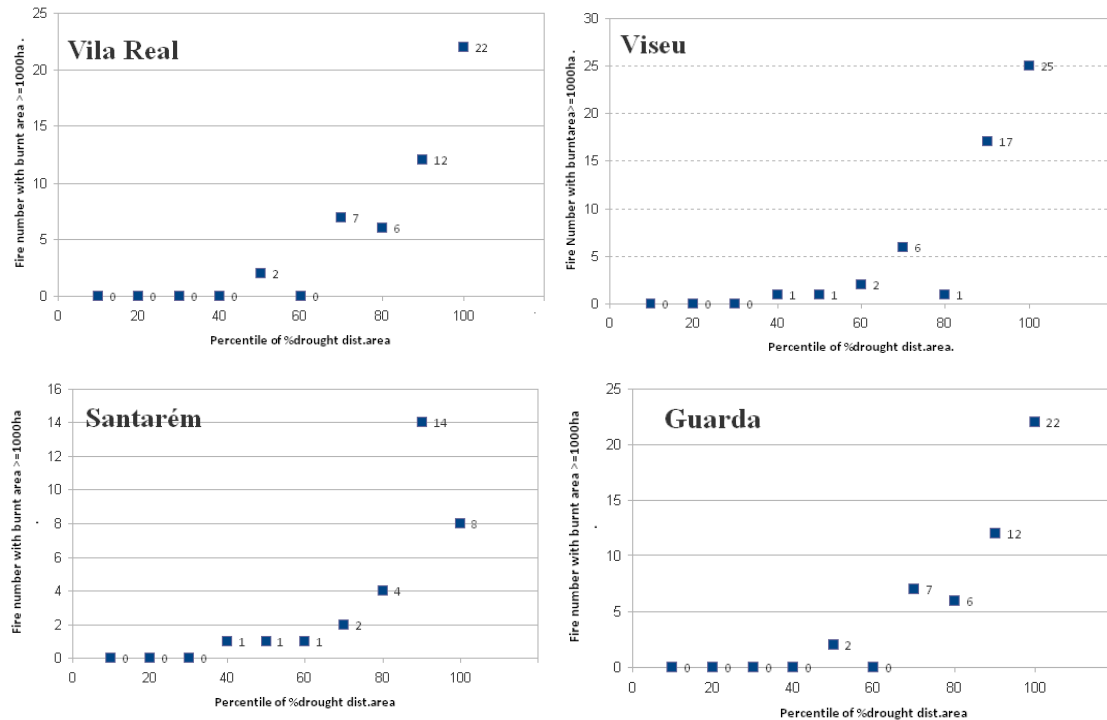 Vila Real
Fire number with burnt area >=1000ha .
25
20
15
10
5
0
0 0 0 0 2 0 7 6 12 22
0 20 40 60 80 100
Percentile of %drought dist.area
Viseu
Fire Number with burntarea>=1000ha.
30
25
20
15
10
5
0
0 0 0 1 1 2 6 1 17 25
0 20 40 60 80 100
Percentile of %drought dist.area.
Santarém
Fire number with burnt area >=1000ha
16
14
12
10
8
6
4
2
0
0 0 0 1 1 1 2 4 14 8
0 20 40 60 80 100
Percentile of %drought dist.area
Guarda
Fire number with burnt area >=1000ha
25
20
15
10
5
0
0 0 0 0 2 0 7 6 12 22
0 20 40 60 80 100
Percentile of %drought dist.area